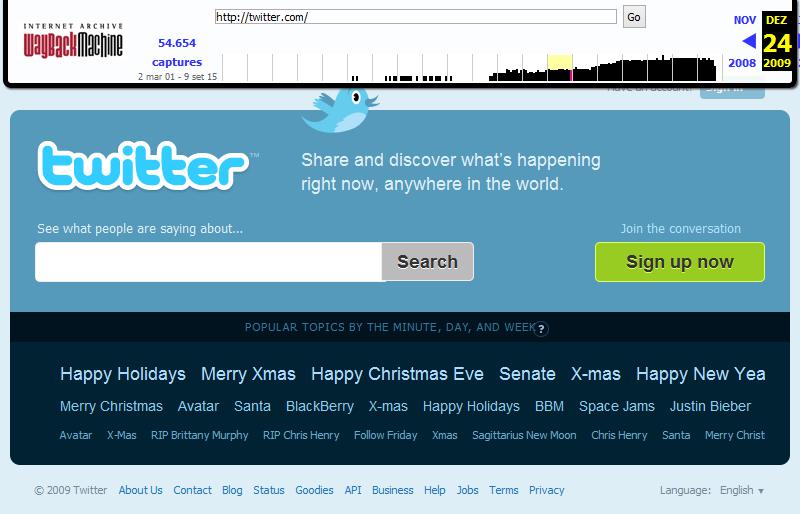 INTERNET ARCHIVE
WayBackMachine
http://twitter.com/
Go
54.654
captures
2 mar 01 - 9 set 15
NOV
DEZ
24
2008
2009
Have an account?
Sign in
twitter™
Share and discover what's happening
right now, anywhere in the world.
See what people are saying about...
Join the conversation
Search
Sign up now
POPULAR TOPICS BY THE MINUTE, DAY, AND WEEK ?
Happy Holidays Merry Xmas Happy Christmas Eve Senate X-mas Happy New Yea
Merry Christmas Avatar Santa BlackBerry X-mas Happy Holidays BBM Space Jams Justin Bieber
Avatar X-Mas RIP Brittany Murphy RIP Chris Henry Follow Friday Xmas Sagittarius New Moon Chris Henry Santa Merry Christ
© 2009 Twitter About Us Contact Blog Status Goodies API Business Help Jobs Terms Privacy Language: English